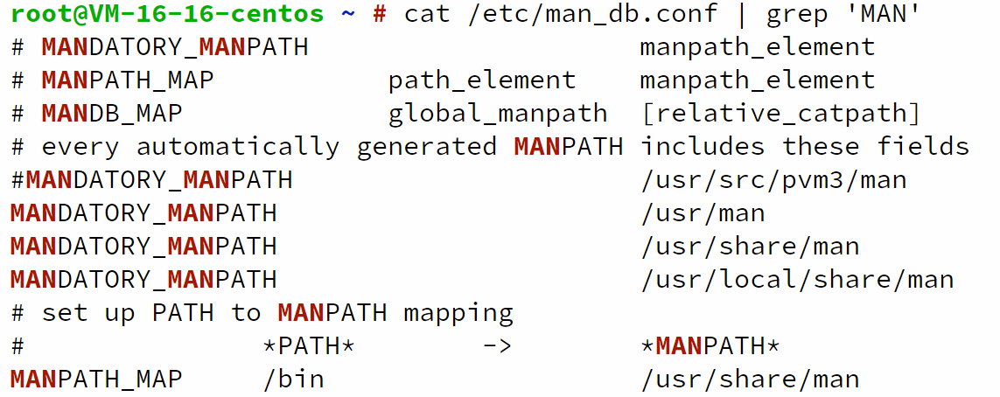 root@VM-16-16-centos ~ # cat /etc/man_db.conf | grep 'MAN'
# MANDATORY_MANPATH                       manpath_element
# MANPATH_MAP           path_element    manpath_element
# MANDB_MAP             global_manpath  [relative_catpath]
# every automatically generated MANPATH includes these fields
#MANDATORY_MANPATH                      /usr/src/pvm3/man
MANDATORY_MANPATH                       /usr/man
MANDATORY_MANPATH                       /usr/share/man
MANDATORY_MANPATH                       /usr/local/share/man
# set up PATH to MANPATH mapping
#               *PATH*        ->        *MANPATH*
MANPATH_MAP     /bin                    /usr/share/man